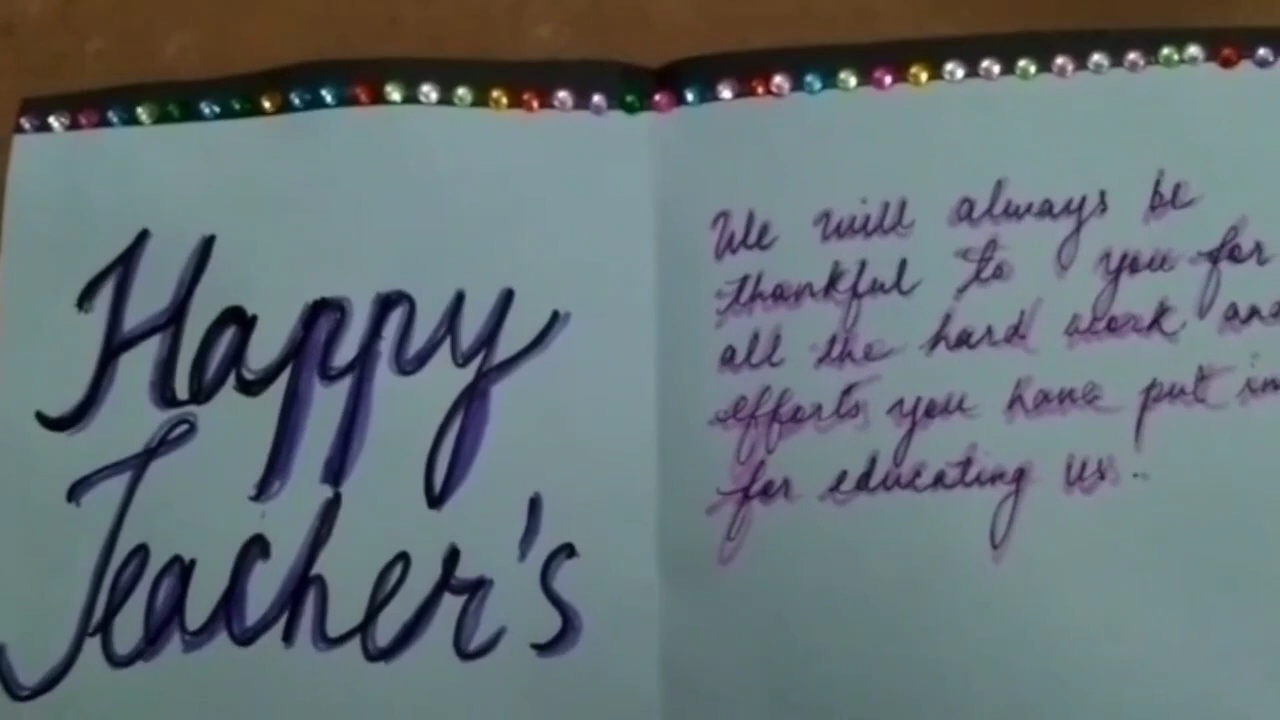 Happy
Teacher's
We will always be
thankful to you for
all the hard work and
efforts you have put in
for educating us..